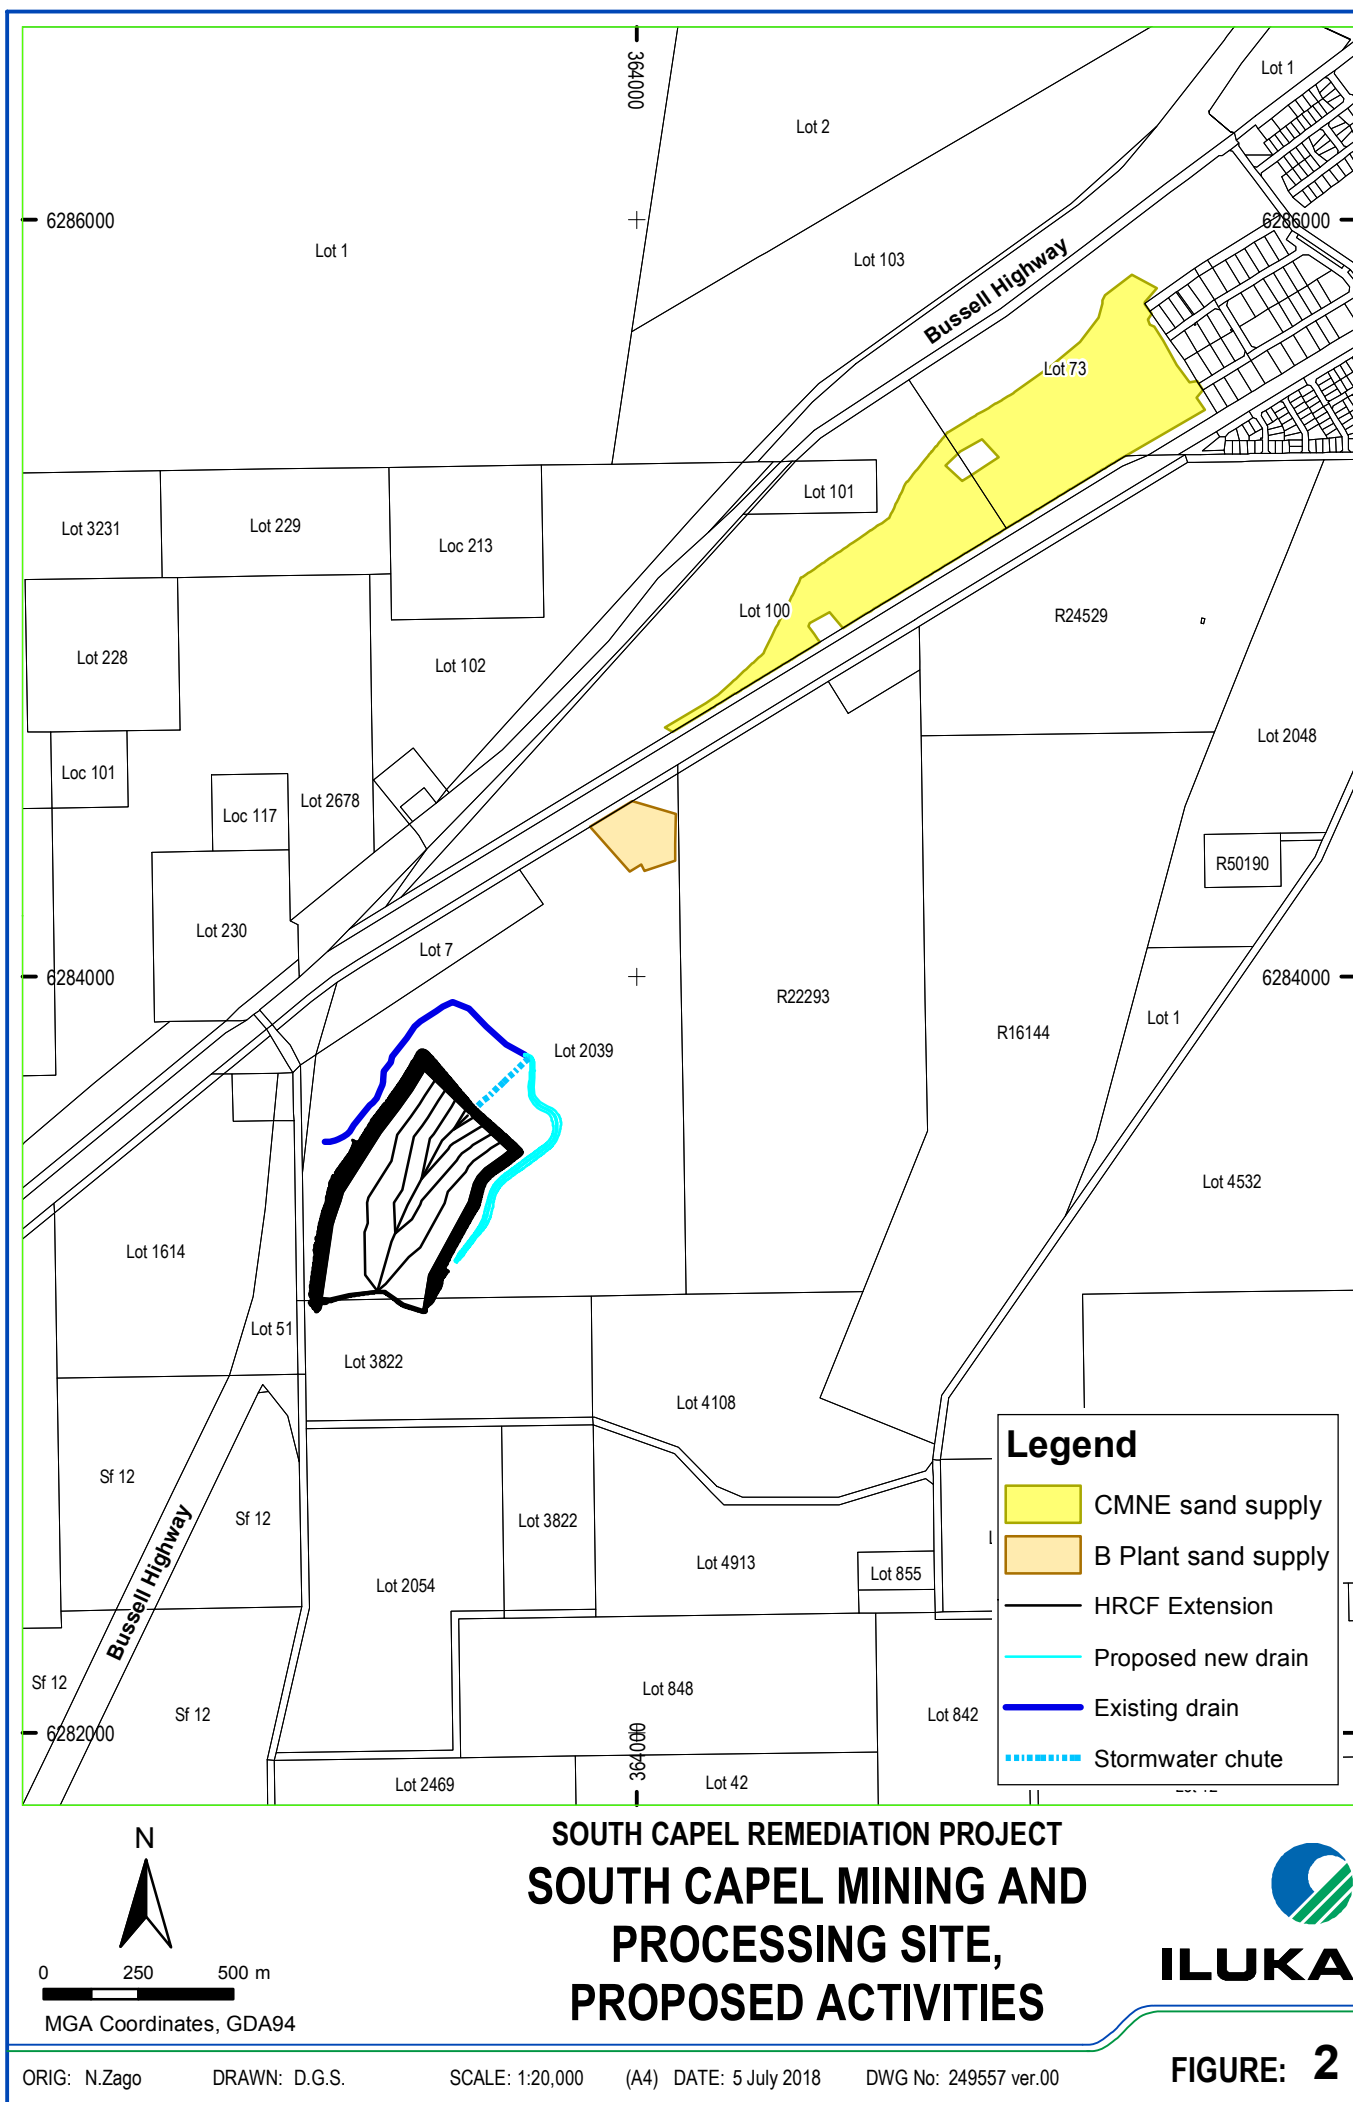 364000
Lot 1
Lot 2
6286000
6286000
Lot 1
Lot 103
Bussell Highway
Lot 73
Lot 3231
Lot 229
Loc 213
Lot 101
Lot 100
R24529
Lot 228
Lot 102
Lot 2048
Loc 101
Loc 117
Lot 2678
R50190
Lot 230
Lot 7
6284000
6284000
R22293
Lot 1
R16144
Lot 2039
Lot 4532
Lot 1614
Lot 51
Lot 3822
Lot 4108
Sf 12
Sf 12
Lot 3822
Lot 4913
Lot 855
Lot 2054
Bussell Highway
Sf 12
Sf 12
Lot 848
Lot 842
6282000
364000
Lot 2469
Lot 42
Legend
CMNE sand supply
B Plant sand supply
HRCF Extension
Proposed new drain
Existing drain
Stormwater chute
N
0 250 500 m
MGA Coordinates, GDA94
SOUTH CAPEL REMEDIATION PROJECT
SOUTH CAPEL MINING AND
PROCESSING SITE,
PROPOSED ACTIVITIES
ILUKA
ORIG: N.Zago DRAWN: D.G.S. SCALE: 1:20,000 (A4) DATE: 5 July 2018 DWG No: 249557 ver.00
FIGURE: 2